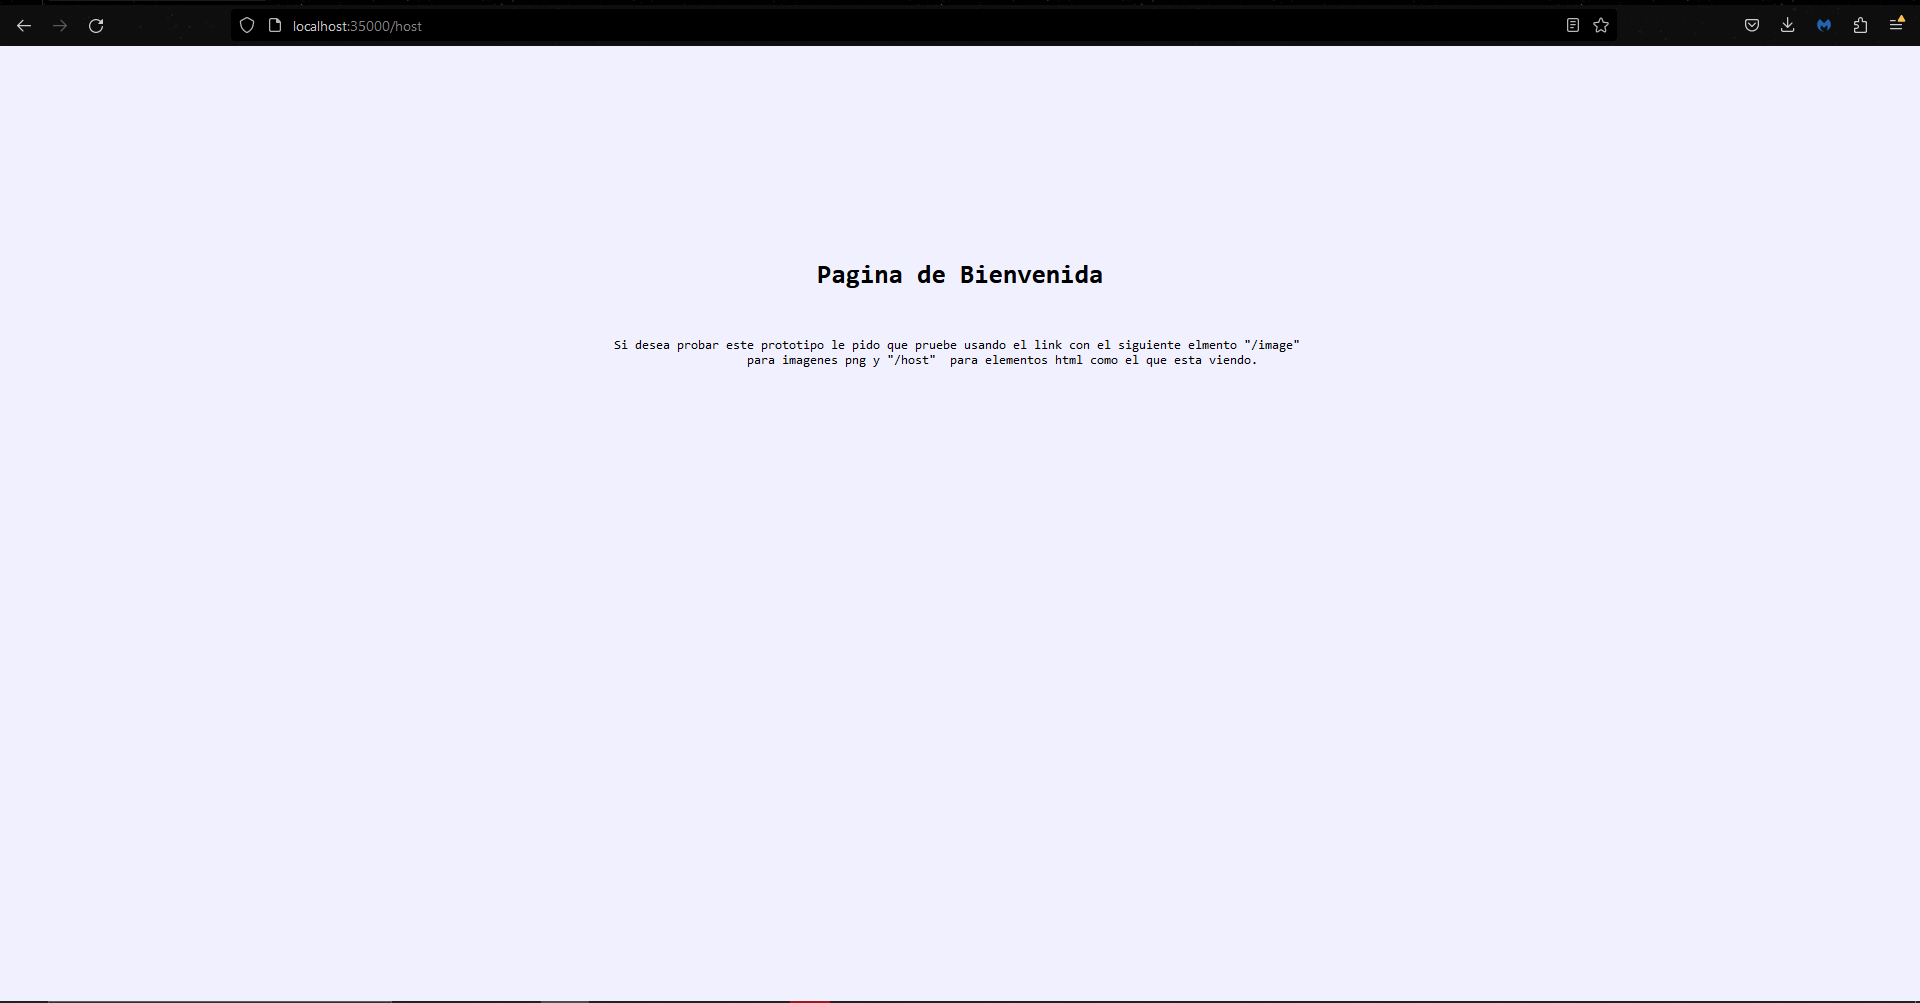 localhost:35000/host
Pagina de Bienvenida
Si desea probar este prototipo le pido que pruebe usando el link con el siguiente elmento "/image"
para imagenes png y "/host"  para elementos html como el que esta viendo.